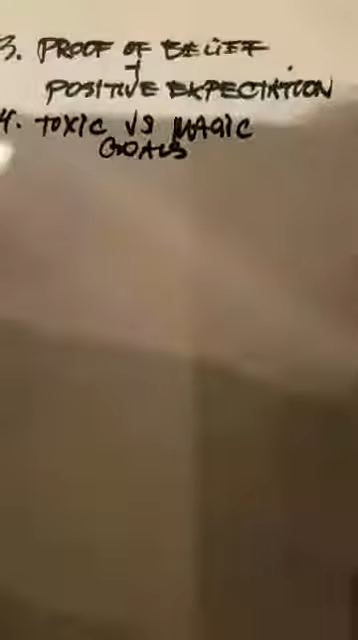 3. PROOF OF BELIEF
+
POSITIVE EXPECTATION
4. TOXIC VS MAGIC
GOALS